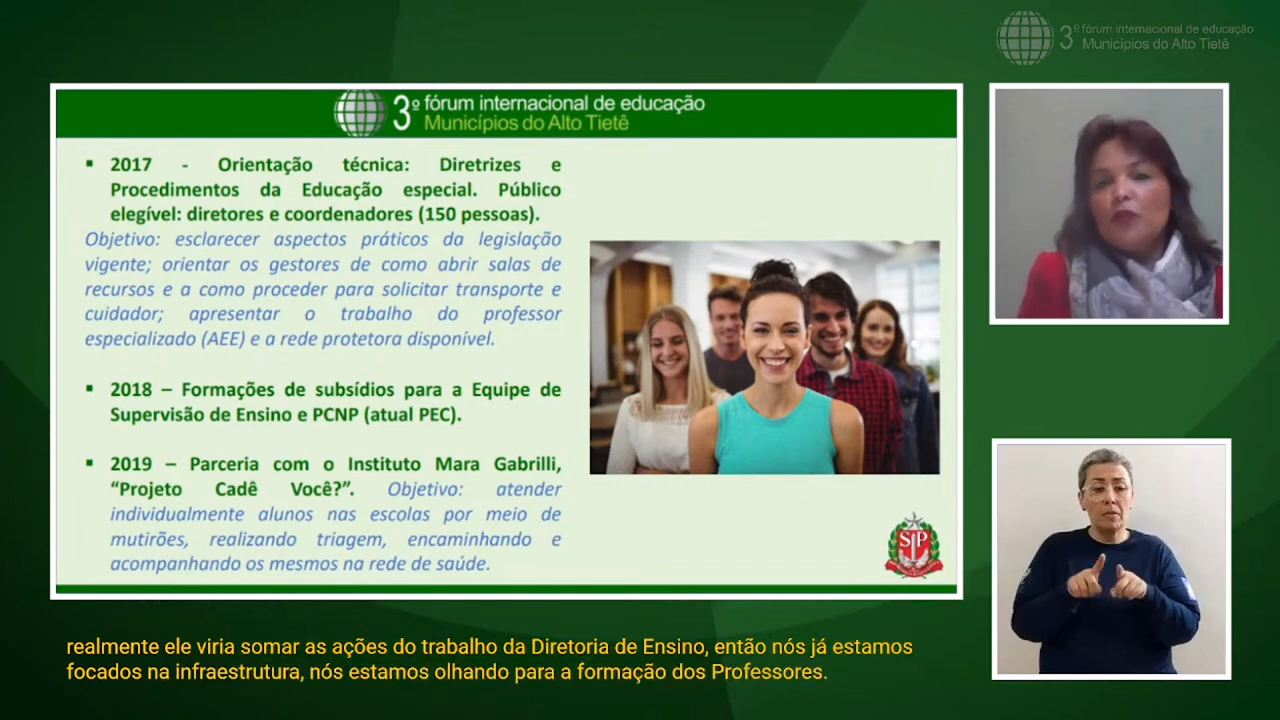 3º fórum internacional de educação
Municípios do Alto Tietê
3º fórum internacional de educação
Municípios do Alto Tietê
▪ 2017 - Orientação técnica: Diretrizes e
Procedimentos da Educação especial. Público
elegível: diretores e coordenadores (150 pessoas).
Objetivo: esclarecer aspectos práticos da legislação
vigente; orientar os gestores de como abrir salas de
recursos e a como proceder para solicitar transporte e
cuidador; apresentar o trabalho do professor
especializado (AEE) e a rede protetora disponível.
▪ 2018 – Formações de subsídios para a Equipe de
Supervisão de Ensino e PCNP (atual PEC).
▪ 2019 – Parceria com o Instituto Mara Gabrilli,
“Projeto Cadê Você?”. Objetivo: atender
individualmente alunos nas escolas por meio de
mutirões, realizando triagem, encaminhando e
acompanhando os mesmos na rede de saúde.
SP
realmente ele viria somar as ações do trabalho da Diretoria de Ensino, então nós já estamos
focados na infraestrutura, nós estamos olhando para a formação dos Professores.